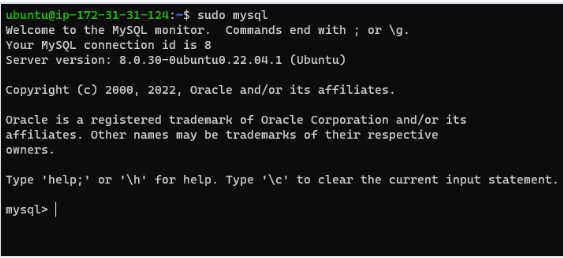 ubuntu@ip-172-31-31-124:~$ sudo mysql
Welcome to the MySQL monitor.  Commands end with ; or \g.
Your MySQL connection id is 8
Server version: 8.0.30-0ubuntu0.22.04.1 (Ubuntu)
Copyright (c) 2000, 2022, Oracle and/or its affiliates.
Oracle is a registered trademark of Oracle Corporation and/or its
affiliates. Other names may be trademarks of their respective
owners.
Type 'help;' or '\h' for help. Type '\c' to clear the current input statement.
mysql>